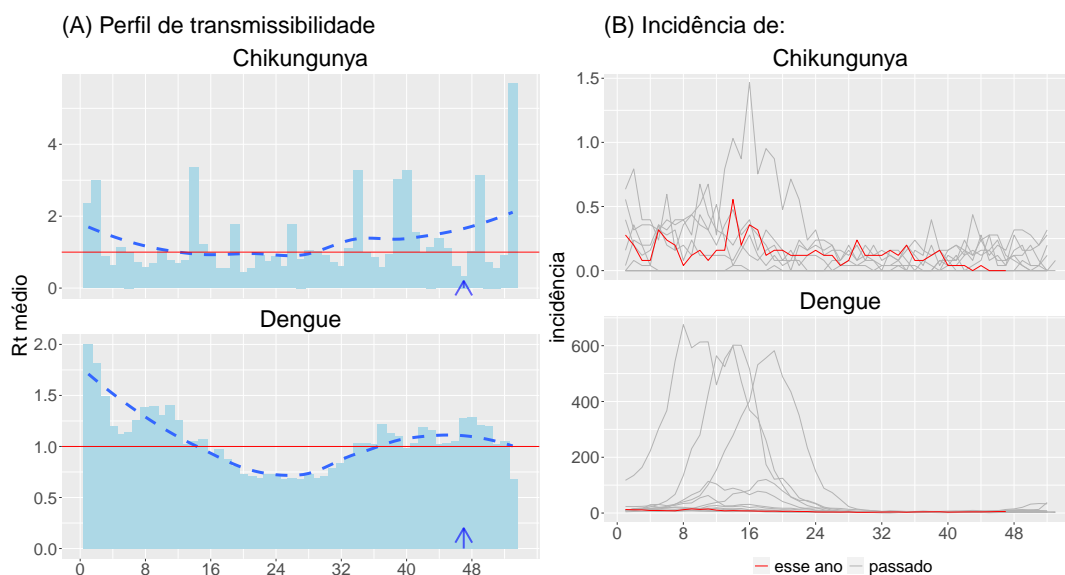 (A) Perfil de transmissibilidade
Chikungunya
4
2
0
Dengue
2.0
1.5
1.0
0.5
0.0
0 8 16 24 32 40 48
Rt médio
(B) Incidência de:
Chikungunya
1.5
1.0
0.5
0.0
Dengue
600
400
200
0
0 8 16 24 32 40 48
incidência
esse ano passado